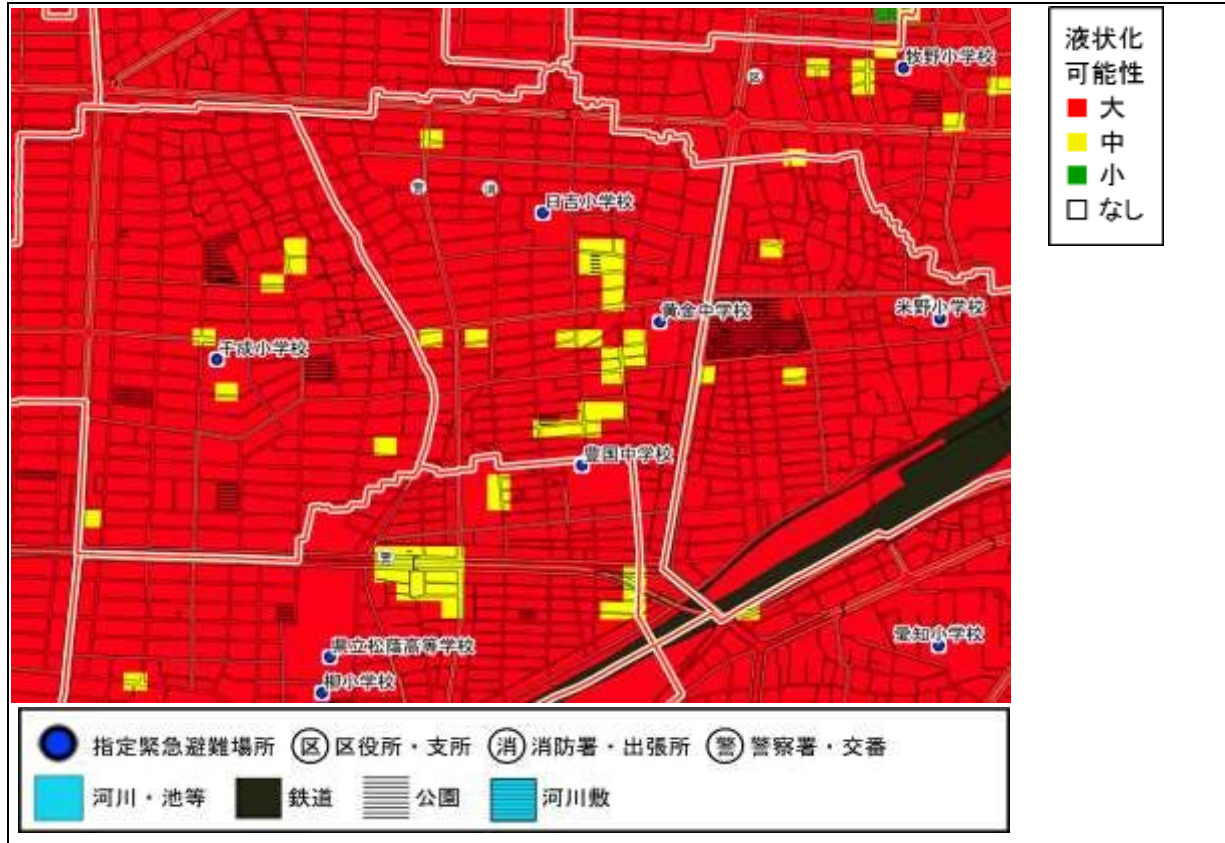 液状化
可能性
大
中
小
なし
牧野小学校
区
警
消
日吉小学校
黄金中学校
米野小学校
千成小学校
豊国中学校
警
県立松蔭高等学校
愛知小学校
柳小学校
指定緊急避難場所 区 区役所・支所 消 消防署・出張所 警 警察署・交番
河川・池等 鉄道 公園 河川敷